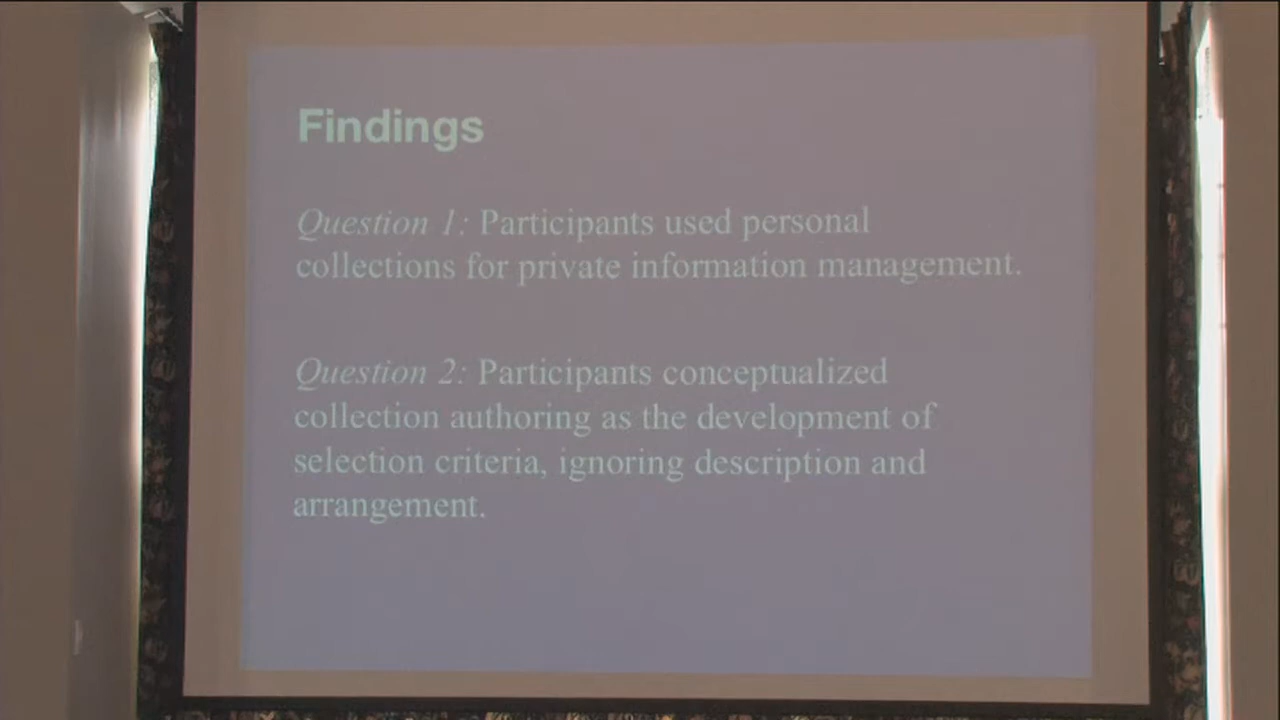 Findings
Question 1: Participants used personal
collections for private information management.
Question 2: Participants conceptualized
collection authoring as the development of
selection criteria, ignoring description and
arrangement.